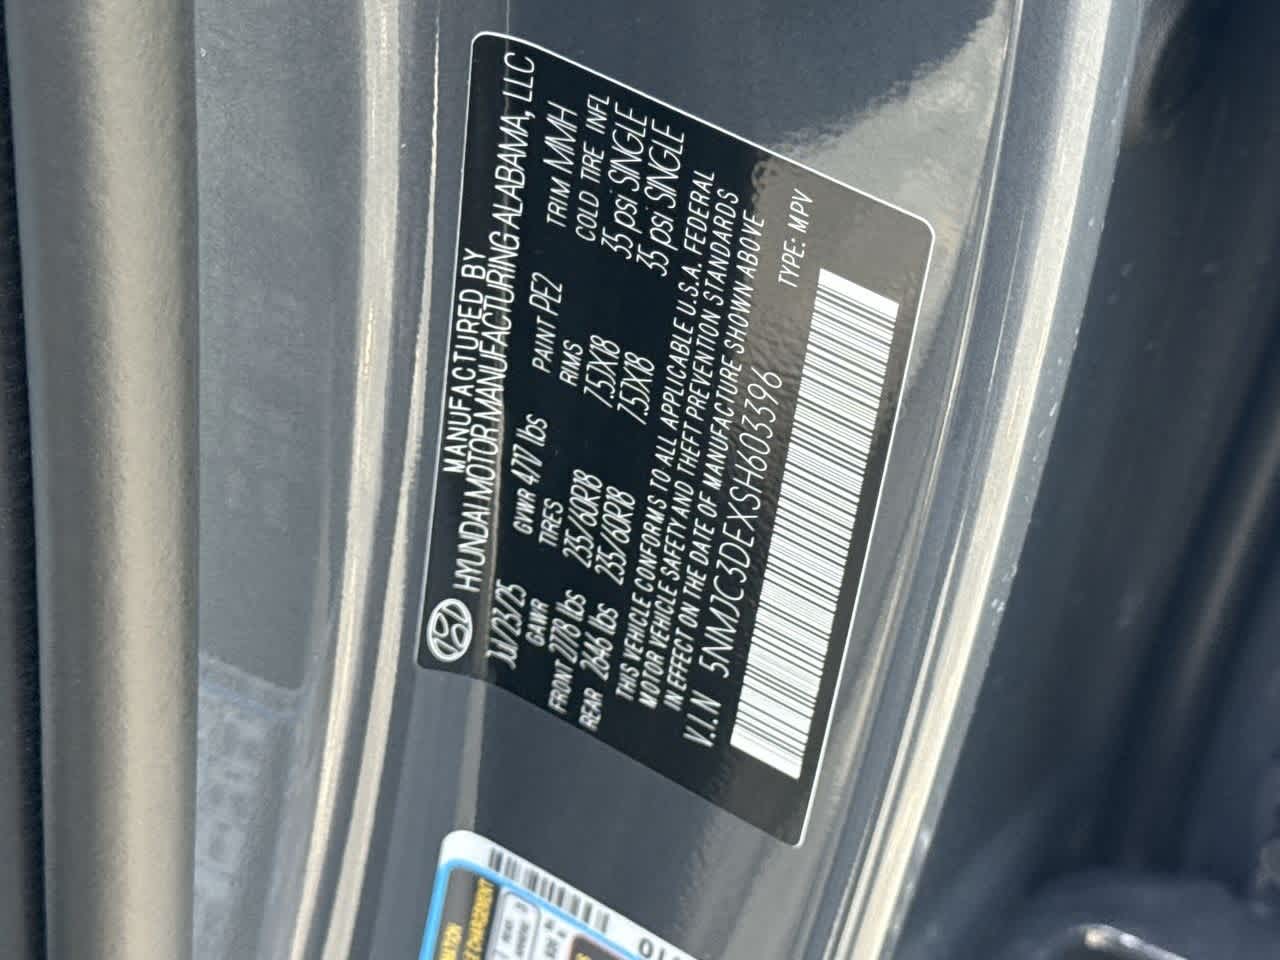 MANUFACTURED BY
HYUNDAI MOTOR MANUFACTURING ALABAMA, LLC
JUL/23/25 GVWR 4717 lbs PAINT PE2 TRIM MMH
GAWR TIRES RIMS COLD TIRE INFL
FRONT 2778 lbs 235/60R18 7.5JX18 35 psi SINGLE
REAR 2646 lbs 235/60R18 7.5JX18 35 psi SINGLE
THIS VEHICLE CONFORMS TO ALL APPLICABLE U.S.A. FEDERAL
MOTOR VEHICLE SAFETY AND THEFT PREVENTION STANDARDS
IN EFFECT ON THE DATE OF MANUFACTURE SHOWN ABOVE
V.I.N 5NMJC3DEXSH603396
TYPE: MPV